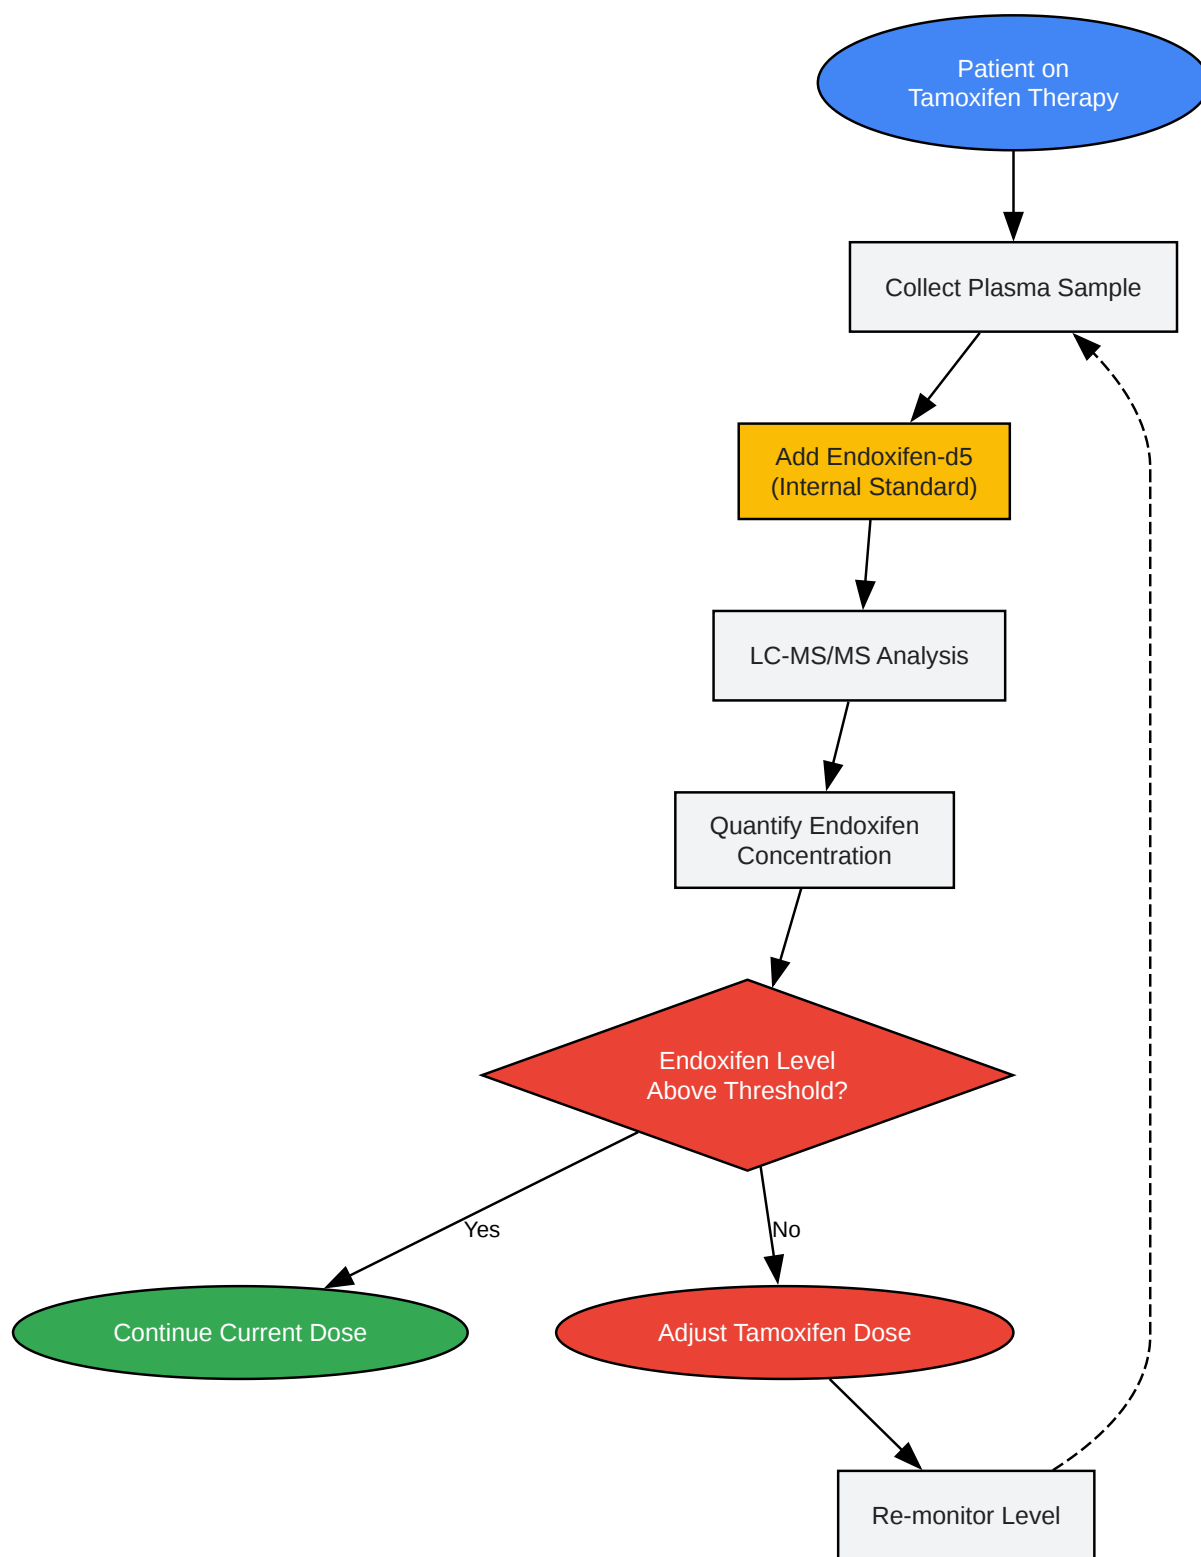 Patient on
Tamoxifen Therapy
Collect Plasma Sample
Add Endoxifen-d5
(Internal Standard)
LC-MS/MS Analysis
Quantify Endoxifen
Concentration
Endoxifen Level
Above Threshold?
Yes
No
Continue Current Dose
Adjust Tamoxifen Dose
Re-monitor Level